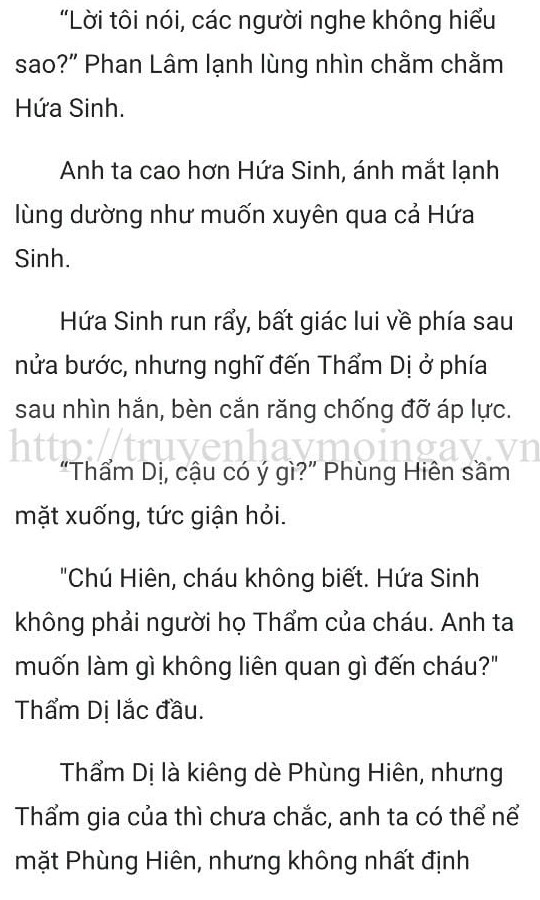 “Lời tôi nói, các người nghe không hiểu
sao?” Phan Lâm lạnh lùng nhìn chằm chằm
Hứa Sinh.
Anh ta cao hơn Hứa Sinh, ánh mắt lạnh
lùng dường như muốn xuyên qua cả Hứa
Sinh.
Hứa Sinh run rẩy, bất giác lui về phía sau
nửa bước, nhưng nghĩ đến Thẩm Dị ở phía
sau nhìn hắn, bèn cắn răng chống đỡ áp lực.
http://truyenhaymoingay.vn
“Thẩm Dị, cậu có ý gì?” Phùng Hiên sầm
mặt xuống, tức giận hỏi.
"Chú Hiên, cháu không biết. Hứa Sinh
không phải người họ Thẩm của cháu. Anh ta
muốn làm gì không liên quan gì đến cháu?"
Thẩm Dị lắc đầu.
Thẩm Dị là kiêng dè Phùng Hiên, nhưng
Thẩm gia của thì chưa chắc, anh ta có thể nể
mặt Phùng Hiên, nhưng không nhất định